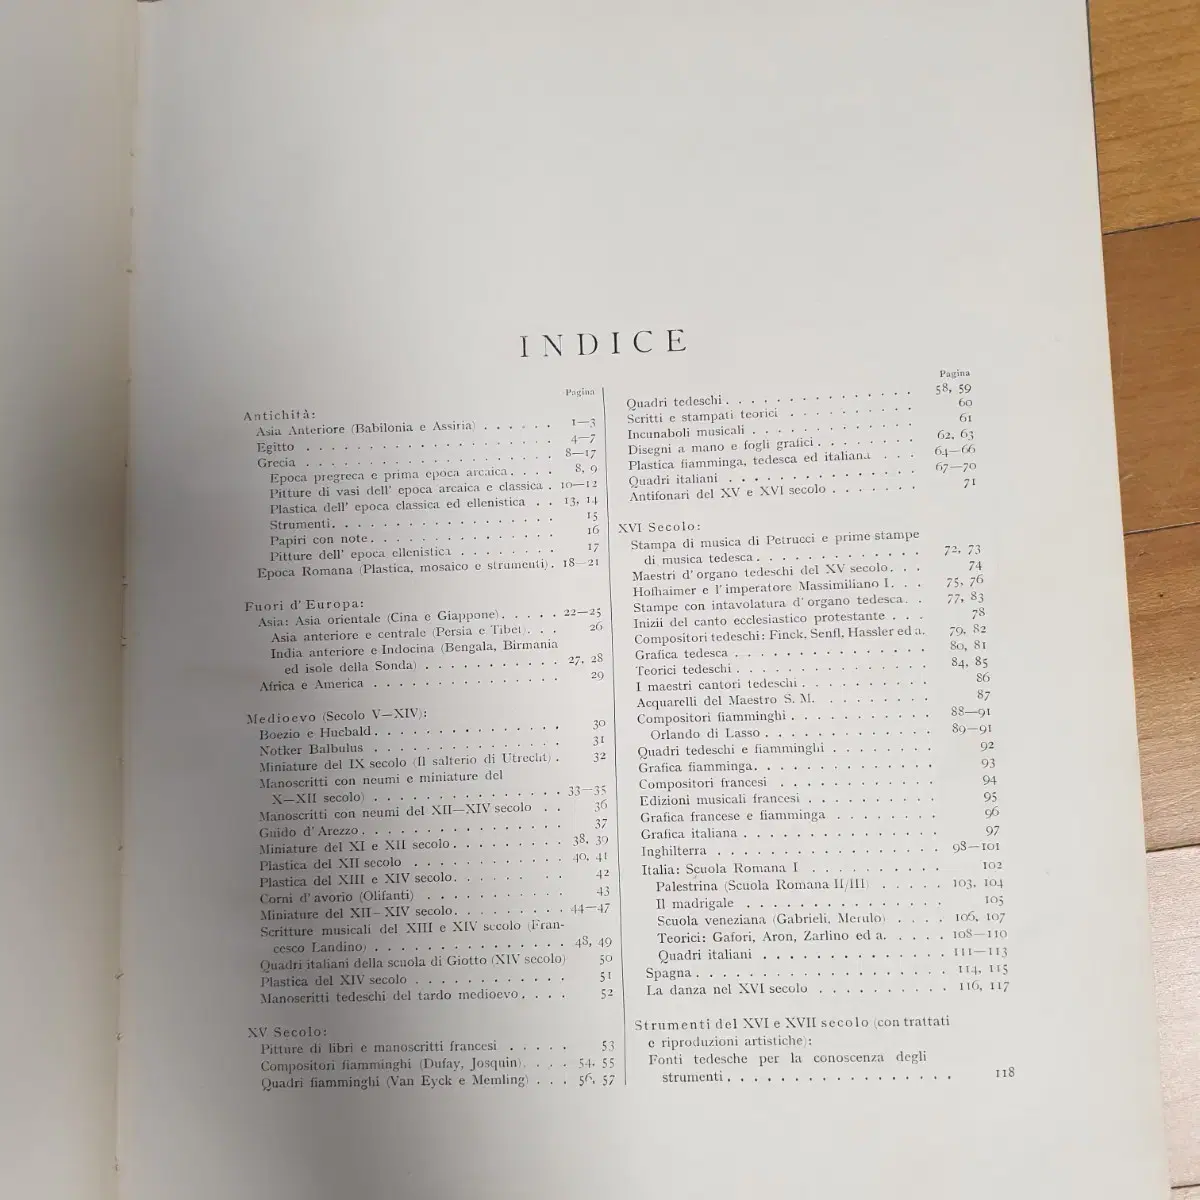 INDICE
Pagina
Antichità:
Asia Anteriore (Babilonia e Assiria) . . . . . . 1—3
Egitto . . . . . . . . . . . . . . . . . . 4—7
Grecia . . . . . . . . . . . . . . . . . . 8—17
Epoca pregreca e prima epoca arcaica. . . . . 8, 9
Pitture di vasi dell' epoca arcaica e classica . 10—12
Plastica dell' epoca classica ed ellenistica . . 13, 14
Strumenti. . . . . . . . . . . . . . . . . 15
Papiri con note. . . . . . . . . . . . . . . 16
Pitture dell' epoca ellenistica . . . . . . . . 17
Epoca Romana (Plastica, mosaico e strumenti). 18—21
Fuori d'Europa:
Asia: Asia orientale (Cina e Giappone). . . . . 22—25
Asia anteriore e centrale (Persia e Tibet). . . 26
India anteriore e Indocina (Bengala, Birmania
ed isole della Sonda) . . . . . . . . . . . 27, 28
Africa e America . . . . . . . . . . . . . . . 29
Medioevo (Secolo V—XIV):
Boezio e Hucbald. . . . . . . . . . . . . . . 30
Notker Balbulus . . . . . . . . . . . . . . . 31
Miniature del IX secolo (Il salterio di Utrecht) . 32
Manoscritti con neumi e miniature del
X—XII secolo) . . . . . . . . . . . . . . . 33—35
Manoscritti con neumi del XII—XIV secolo . . 36
Guido d'Arezzo. . . . . . . . . . . . . . . . 37
Miniature del XI e XII secolo. . . . . . . . . 38, 39
Plastica del XII secolo . . . . . . . . . . . . 40, 41
Plastica del XIII e XIV secolo. . . . . . . . . 42
Corni d'avorio (Olifanti) . . . . . . . . . . . 43
Miniature del XII—XIV secolo. . . . . . . . . 44—47
Scritture musicali del XIII e XIV secolo (Fran-
cesco Landino) . . . . . . . . . . . . . . . 48, 49
Quadri italiani della scuola di Giotto (XIV secolo) 50
Plastica del XIV secolo . . . . . . . . . . . . 51
Manoscritti tedeschi del tardo medioevo. . . . 52
XV Secolo:
Pitture di libri e manoscritti francesi . . . . . 53
Compositori fiamminghi (Dufay, Josquin). . . . 54, 55
Quadri fiamminghi (Van Eyck e Memling) . . . 56, 57
Pagina
Quadri tedeschi. . . . . . . . . . . . . . . 58, 59
Scritti e stampati teorici . . . . . . . . . . 60
Incunaboli musicali . . . . . . . . . . . . . 61
Disegni a mano e fogli grafici. . . . . . . . . 62, 63
Plastica fiamminga, tedesca ed italiana . . . 64—66
Quadri italiani . . . . . . . . . . . . . . . 67—70
Antifonari del XV e XVI secolo . . . . . . . 71
XVI Secolo:
Stampa di musica di Petrucci e prime stampe
di musica tedesca. . . . . . . . . . . . . 72, 73
Maestri d'organo tedeschi del XV secolo. . . 74
Hofhaimer e l'imperatore Massimiliano I. . . 75, 76
Stampe con intavolatura d'organo tedesca. . 77, 83
Inizii del canto ecclesiastico protestante . . . 78
Compositori tedeschi: Finck, Senfl, Hassler ed a. 79, 82
Grafica tedesca . . . . . . . . . . . . . . . 80, 81
Teorici tedeschi . . . . . . . . . . . . . . . 84, 85
I maestri cantori tedeschi . . . . . . . . . . 86
Acquarelli del Maestro S. M. . . . . . . . . . 87
Compositori fiamminghi . . . . . . . . . . . 88—91
Orlando di Lasso . . . . . . . . . . . . . 89—91
Quadri tedeschi e fiamminghi . . . . . . . . 92
Grafica fiamminga. . . . . . . . . . . . . . 93
Compositori francesi . . . . . . . . . . . . 94
Edizioni musicali francesi . . . . . . . . . . 95
Grafica francese e fiamminga . . . . . . . . 96
Grafica italiana . . . . . . . . . . . . . . . 97
Inghilterra . . . . . . . . . . . . . . . . . 98—101
Italia: Scuola Romana I . . . . . . . . . . 102
Palestrina (Scuola Romana II/III) . . . . . 103, 104
Il madrigale . . . . . . . . . . . . . . . 105
Scuola veneziana (Gabrieli, Merulo) . . . . 106, 107
Teorici: Gafori, Aron, Zarlino ed a. . . . . . 108—110
Quadri italiani . . . . . . . . . . . . . . 111—113
Spagna . . . . . . . . . . . . . . . . . . . 114, 115
La danza nel XVI secolo . . . . . . . . . . 116, 117
Strumenti del XVI e XVII secolo (con trattati
e riproduzioni artistiche):
Fonti tedesche per la conoscenza degli
strumenti. . . . . . . . . . . . . . . . . 118